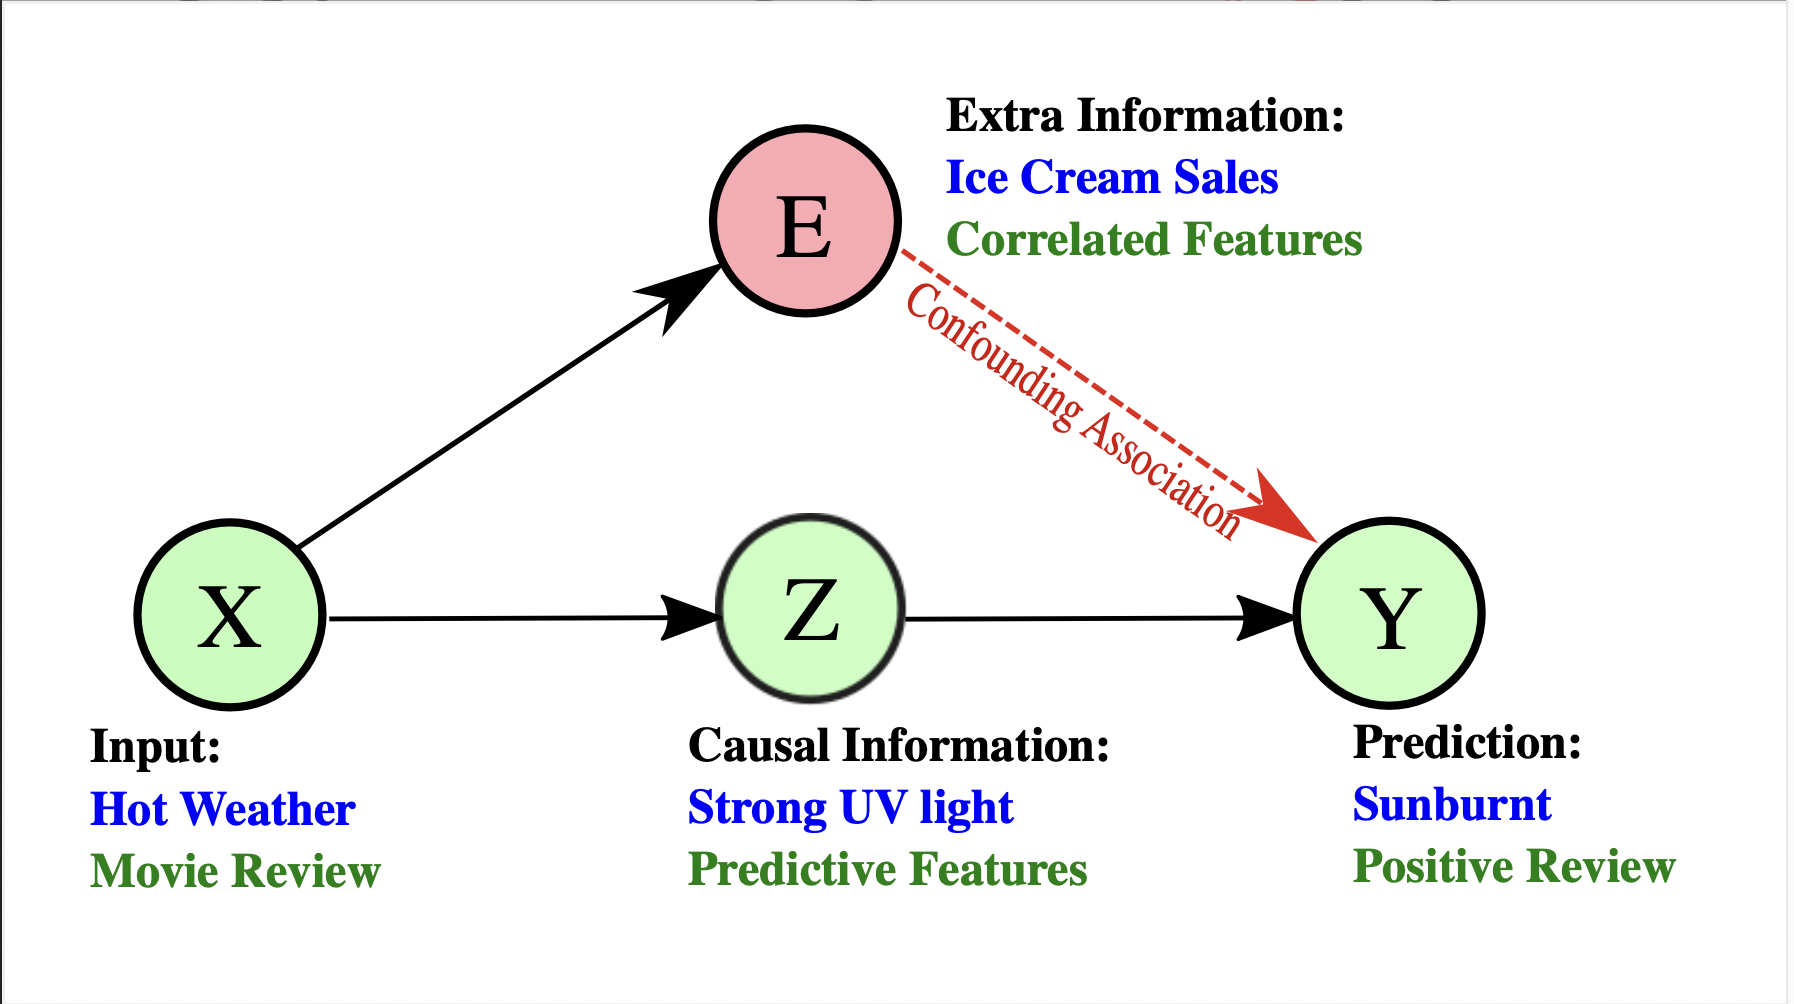 Extra Information:
Ice Cream Sales
Correlated Features
E
Confounding Association
X
Z
Y
Input:
Hot Weather
Movie Review
Causal Information:
Strong UV light
Predictive Features
Prediction:
Sunburnt
Positive Review